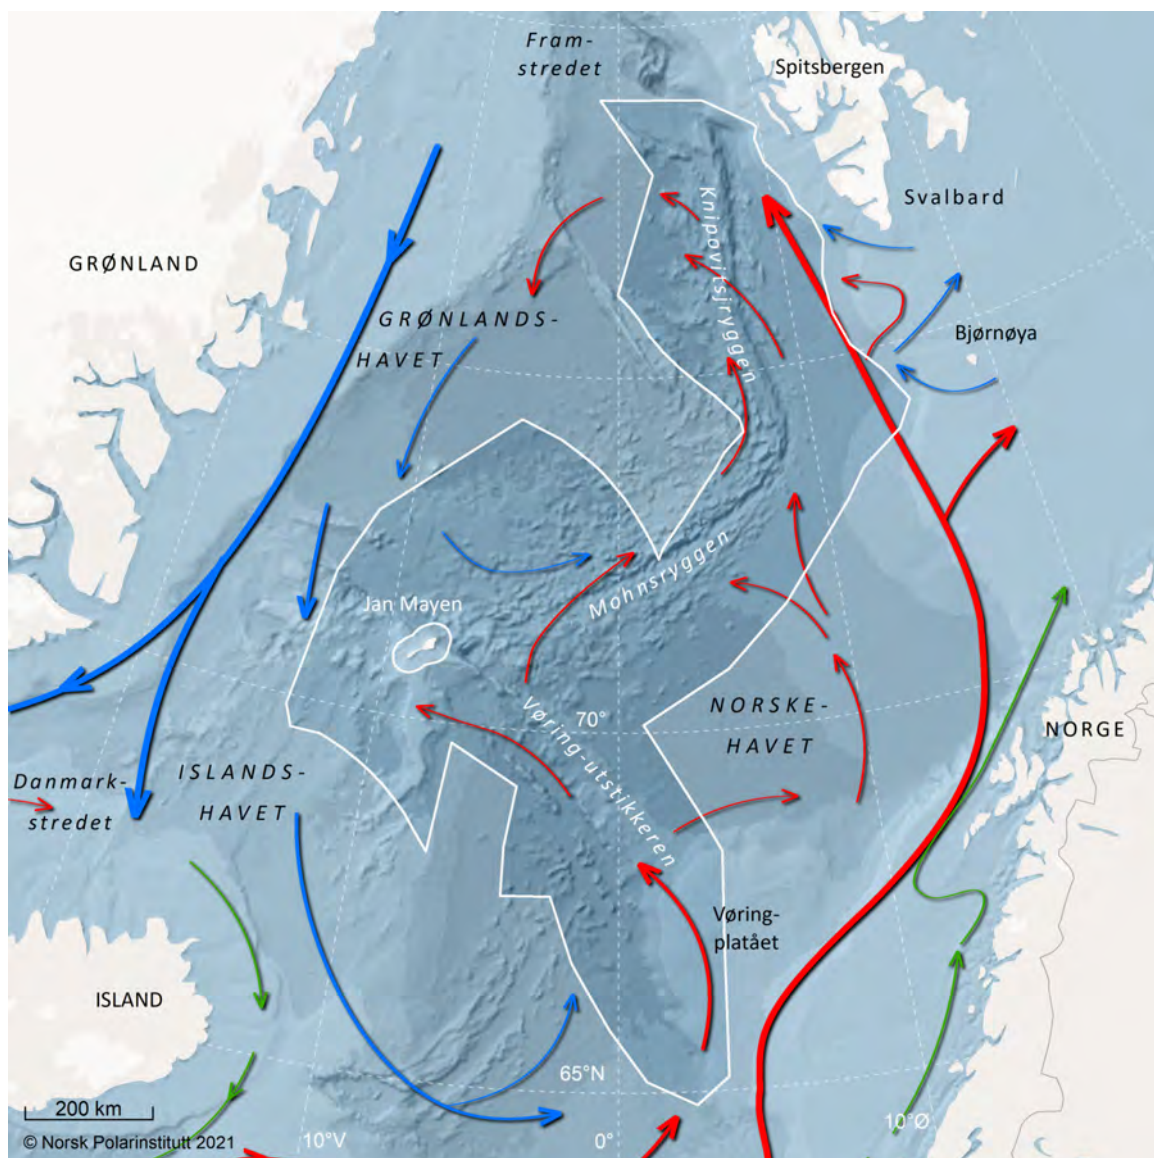 Fram-
stredet
Spitsbergen
Svalbard
GRØNLAND
Knipovitsjryggen
GRØNLANDS-
HAVET
Bjørnøya
Mohnsryggen
Jan Mayen
70°
Vøring-utstikkeren
NORSKE-
HAVET
NORGE
Danmark-
stredet
ISLANDS-
HAVET
Vøring-
platået
ISLAND
65°N
200 km
© Norsk Polarinstitutt 2021
10°V
0°
10°Ø